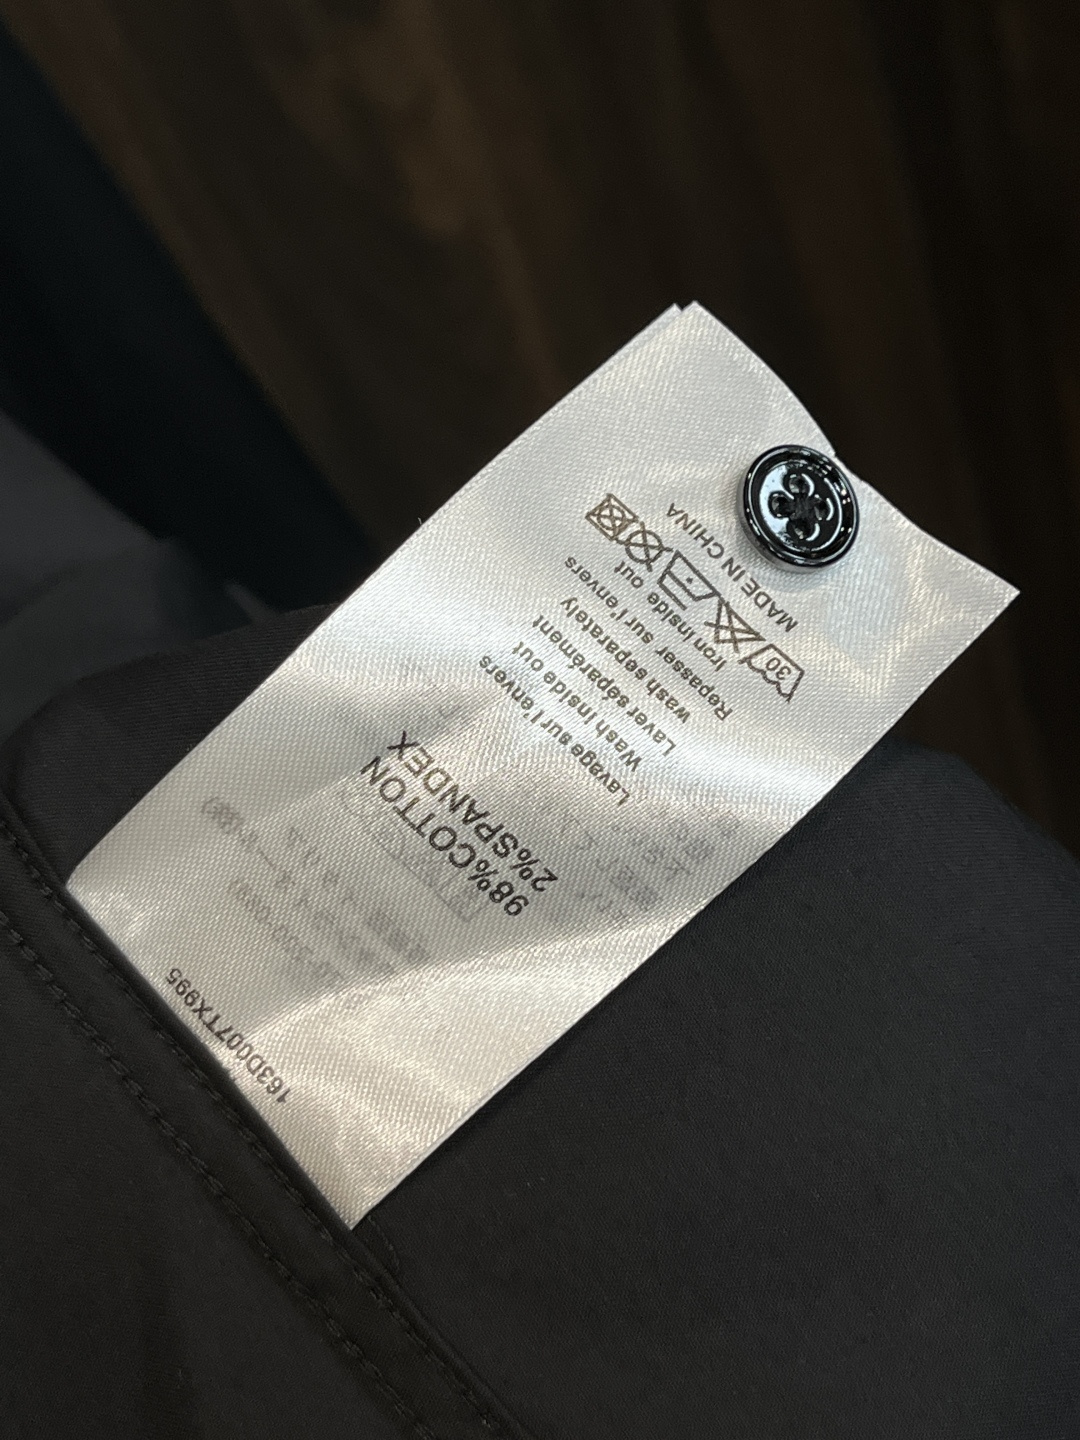 163D007TX995
98%COTTON
2%SPANDEX
Lavage sur l'envers
Wash inside out
Laver séparément
wash separately
Repasser sur l'envers
Iron inside out
30
MADE IN CHINA